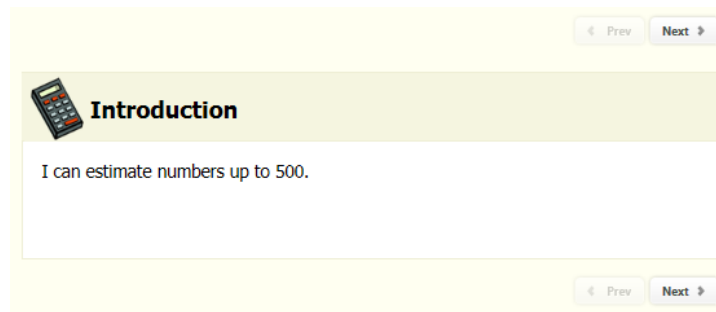 Prev Next
Introduction
I can estimate numbers up to 500.
Prev Next